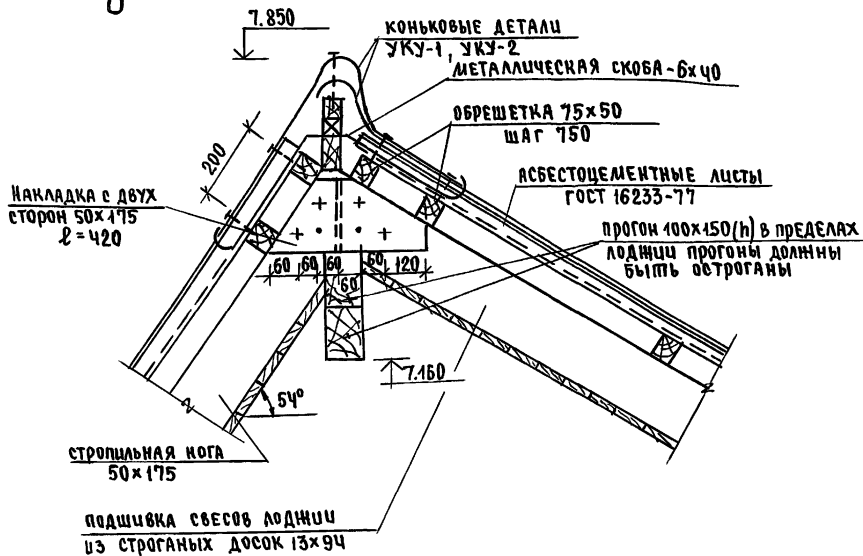 7.850
КОНЬКОВЫЕ ДЕТАЛИ
УКУ-1, УКУ-2
МЕТАЛЛИЧЕСКАЯ СКОБА-6х40
ОБРЕШЕТКА 75х50
ШАГ 750
200
АСБЕСТОЦЕМЕНТНЫЕ ЛИСТЫ
ГОСТ 16233-77
НАКЛАДКА С ДВУХ
СТОРОН 50х175
ℓ=420
ПРОГОН 100х150(h) В ПРЕДЕЛАХ
ЛОДЖИИ ПРОГОНЫ ДОЛЖНЫ
БЫТЬ ОСТРОГАНЫ
60 60 60 60 120
60
7.160
54°
СТРОПИЛЬНАЯ НОГА
50х175
ПОДШИВКА СВЕСОВ ЛОДЖИИ
ИЗ СТРОГАНЫХ ДОСОК 13х94